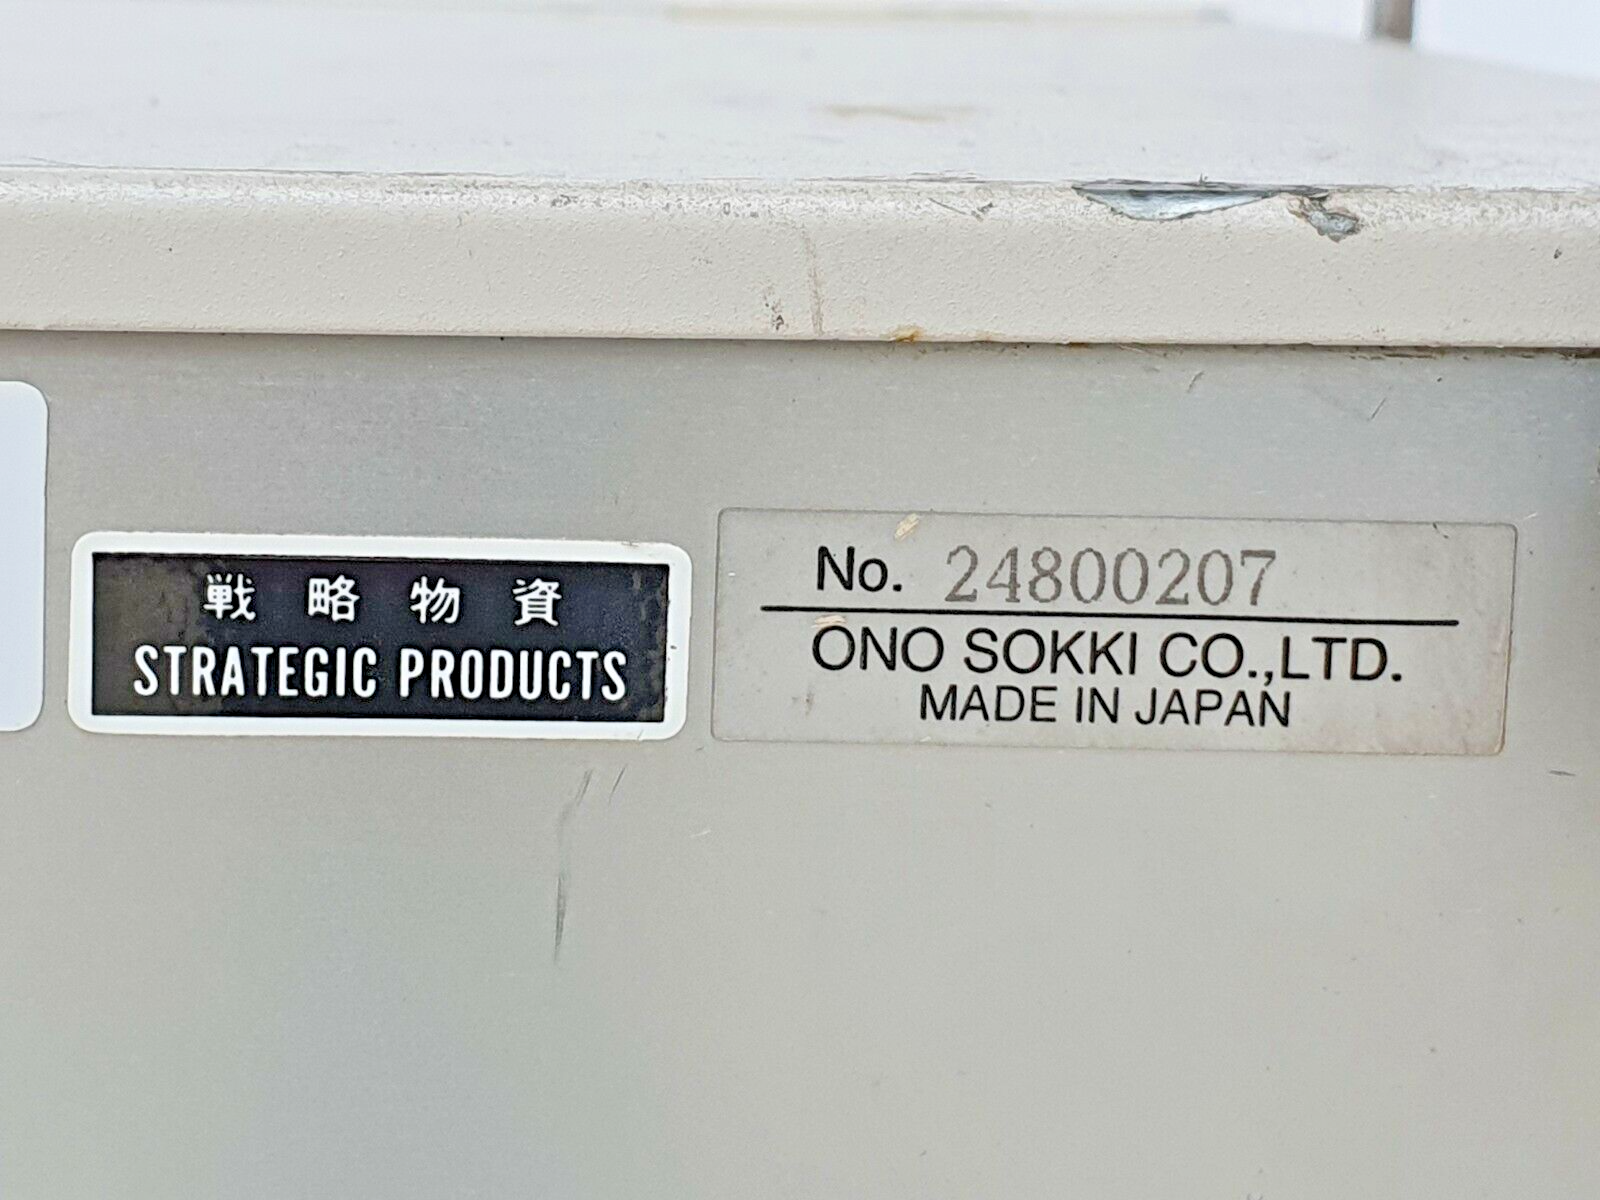 戦略物資
STRATEGIC PRODUCTS
No. 24800207
ONO SOKKI CO.,LTD.
MADE IN JAPAN